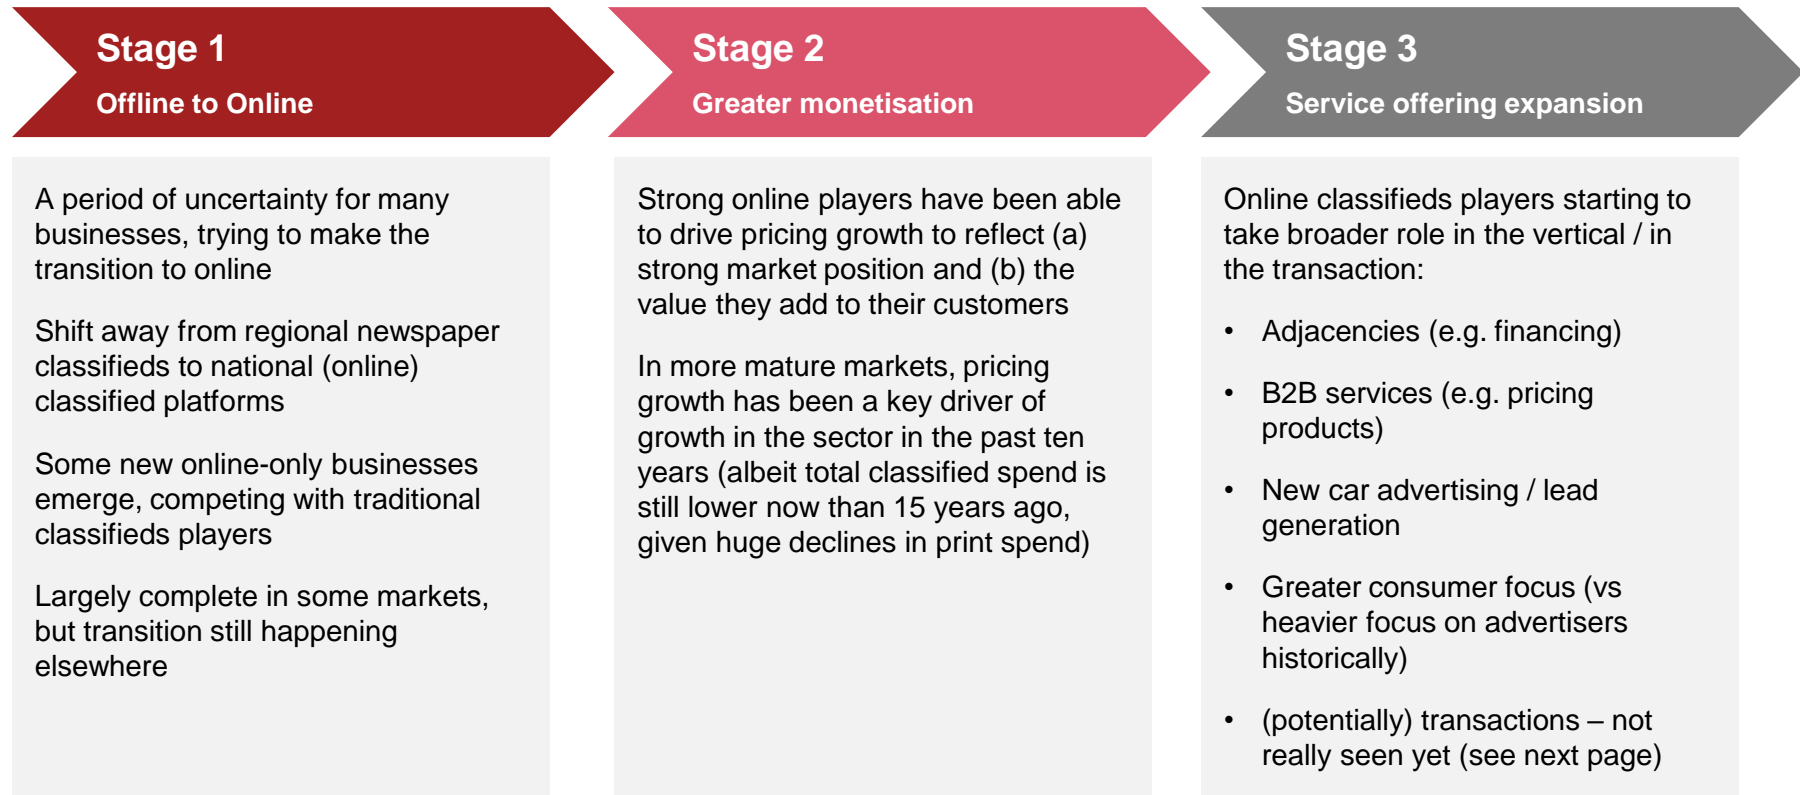 Stage 1
Offline to Online
A period of uncertainty for many
businesses, trying to make the
transition to online
Shift away from regional newspaper
classifieds to national (online)
classified platforms
Some new online-only businesses
emerge, competing with traditional
classifieds players
Largely complete in some markets,
but transition still happening
elsewhere
Stage 2
Greater monetisation
Strong online players have been able
to drive pricing growth to reflect (a)
strong market position and (b) the
value they add to their customers
In more mature markets, pricing
growth has been a key driver of
growth in the sector in the past ten
years (albeit total classified spend is
still lower now than 15 years ago,
given huge declines in print spend)
Stage 3
Service offering expansion
Online classifieds players starting to
take broader role in the vertical / in
the transaction:
• Adjacencies (e.g. financing)
• B2B services (e.g. pricing
products)
• New car advertising / lead
generation
• Greater consumer focus (vs
heavier focus on advertisers
historically)
• (potentially) transactions – not
really seen yet (see next page)